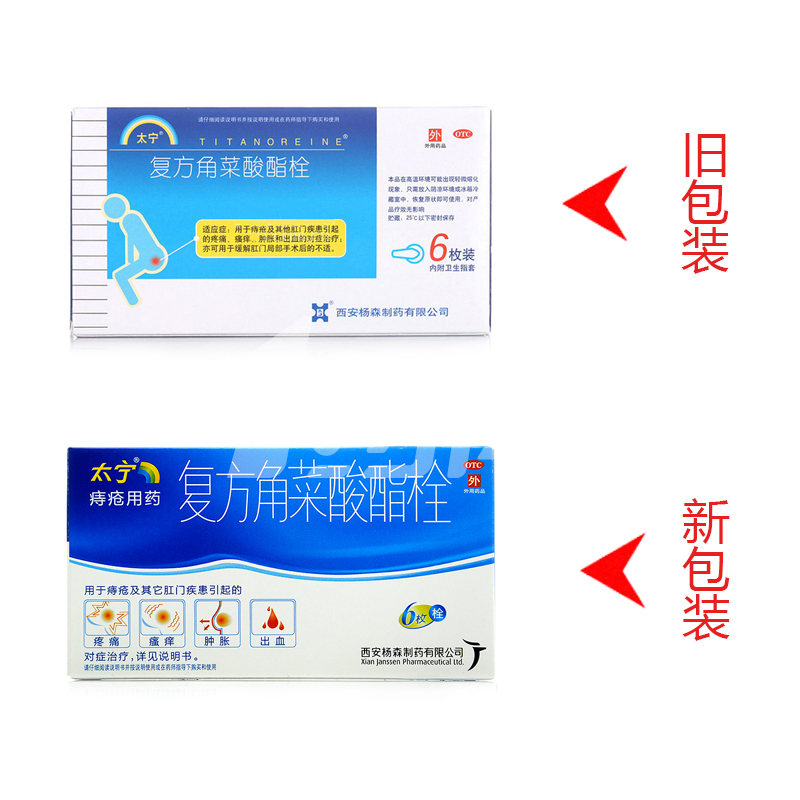 请仔细阅读说明书并按说明使用或在药师指导下购买和使用
太宁®
TITANOREINE®
复方角菜酸酯栓
外
外用药品
OTC
本品在高温环境可能出现轻微熔化
现象，只需放入阴凉环境或冰箱冷
藏室中，恢复原状即可使用，对产
品疗效无影响
贮藏：25℃以下密封保存
适应症：用于痔疮及其他肛门疾患引起
的疼痛、瘙痒、肿胀和出血的对症治疗；
亦可用于缓解肛门局部手术后的不适。
6枚装
内附卫生指套
西安杨森制药有限公司
旧包装
太宁®
痔疮用药
复方角菜酸酯栓
OTC
外
外用药品
用于痔疮及其它肛门疾患引起的
疼痛
瘙痒
肿胀
出血
6枚栓
对症治疗，详见说明书。
请仔细阅读说明书并按说明使用或在药师指导下购买和使用
西安杨森制药有限公司
Xian Janssen Pharmaceutical Ltd.
新包装